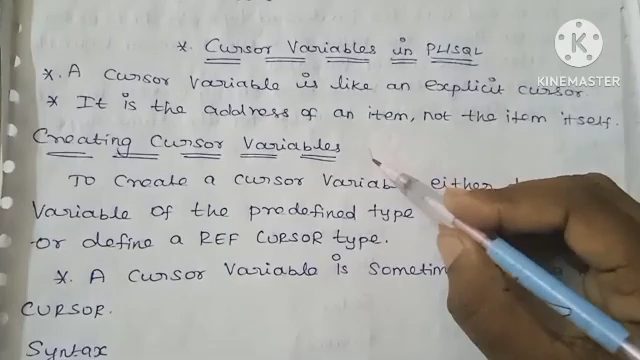 *. Cursor Variables in PL/SQL
*. A Cursor Variable is like an explicit cursor.
* It is the address of an item, not the item itself.
Creating Cursor Variables
To Create a cursor Variable either
Variable of the predefined type
or define a REF CURSOR type.
*. A Cursor Variable is Sometim
CURSOR.
Syntax
KINEMASTER